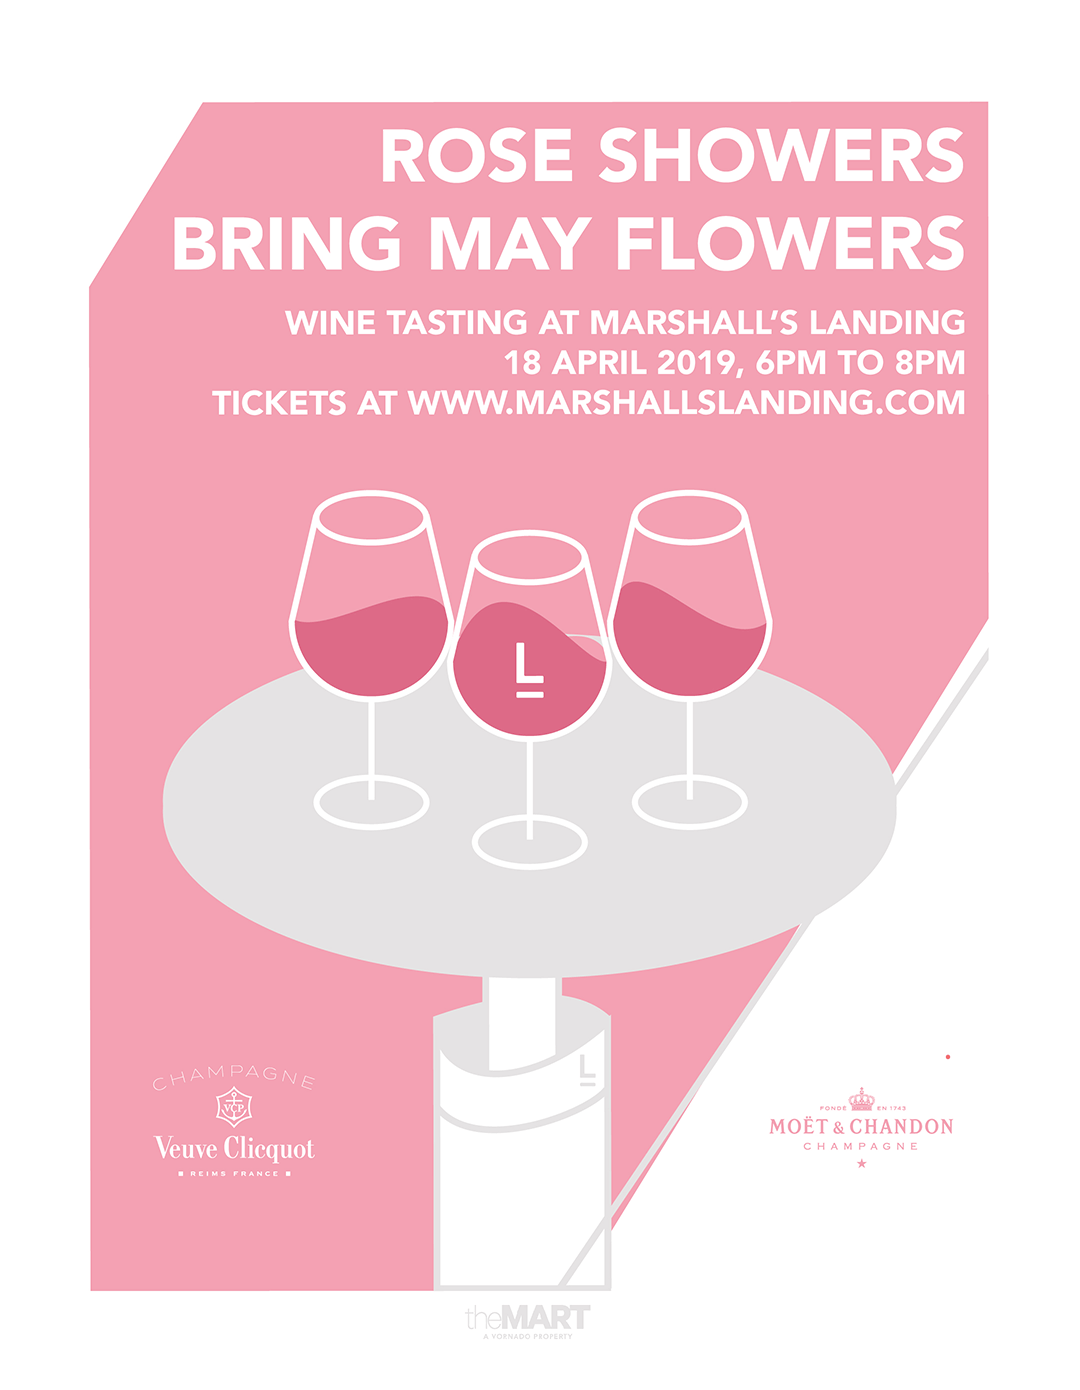 ROSE SHOWERS
BRING MAY FLOWERS
WINE TASTING AT MARSHALL'S LANDING
18 APRIL 2019, 6PM TO 8PM
TICKETS AT WWW.MARSHALLSLANDING.COM
L
L
CHAMPAGNE
VCP
Veuve Clicquot
REIMS FRANCE
FONDÉ EN 1743
MOËT & CHANDON
CHAMPAGNE
theMART
A VORNADO PROPERTY